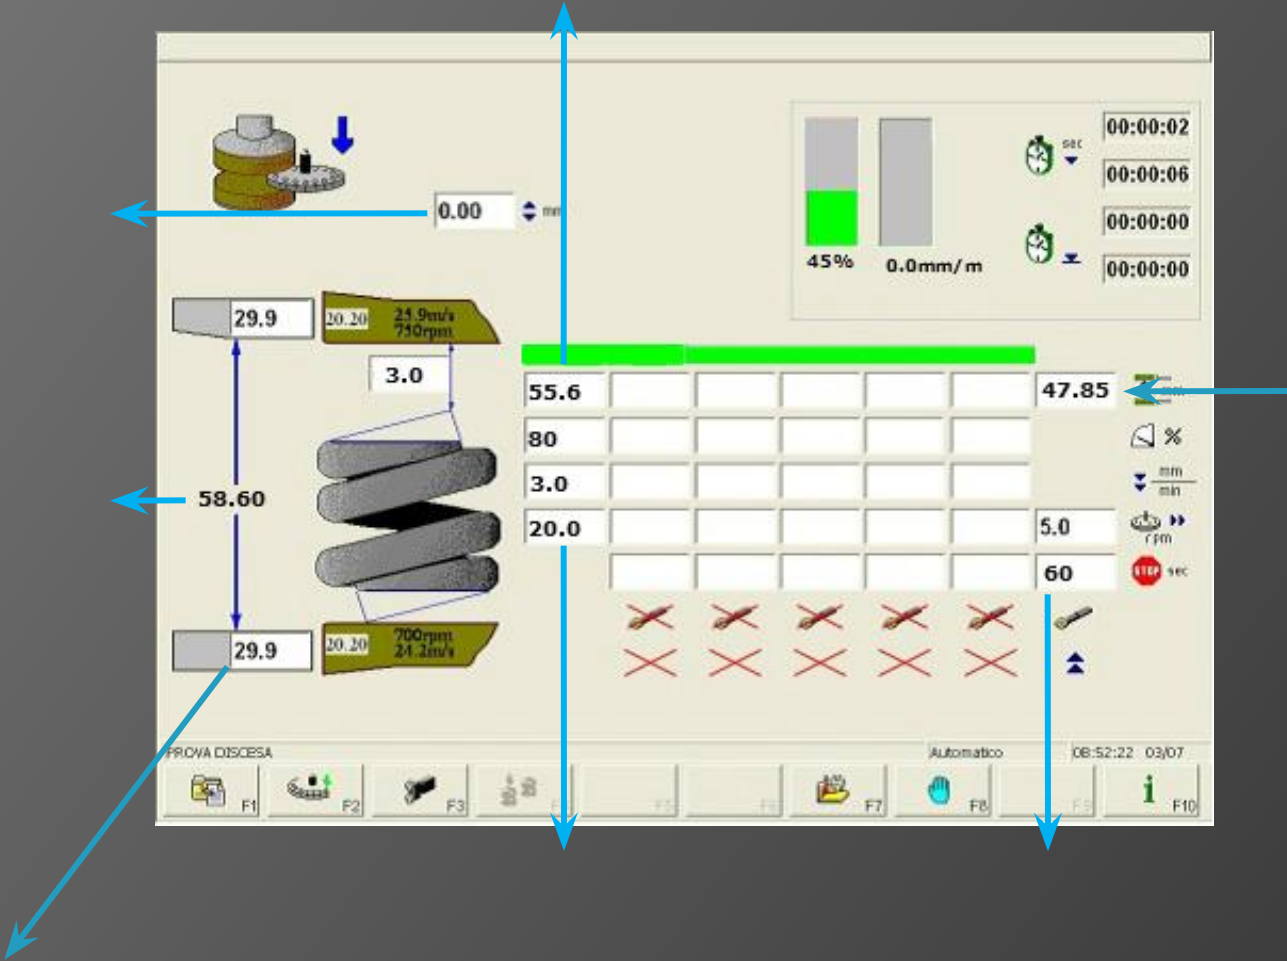 00:00:02
sec
00:00:06
0.00 mm
00:00:00
45% 0.0mm/m
00:00:00
29.9 20.20 25.9m/s
750rpm
3.0
55.6 47.85
80 %
3.0 mm
min
58.60
20.0 5.0
rpm
60 STOP sec
29.9 20.20 700rpm
24.2m/s
PROVA DISCESA Automatico 08:52:22 03/07
F1 F2 F3 F5 F6 F7 F8 F9 i F10